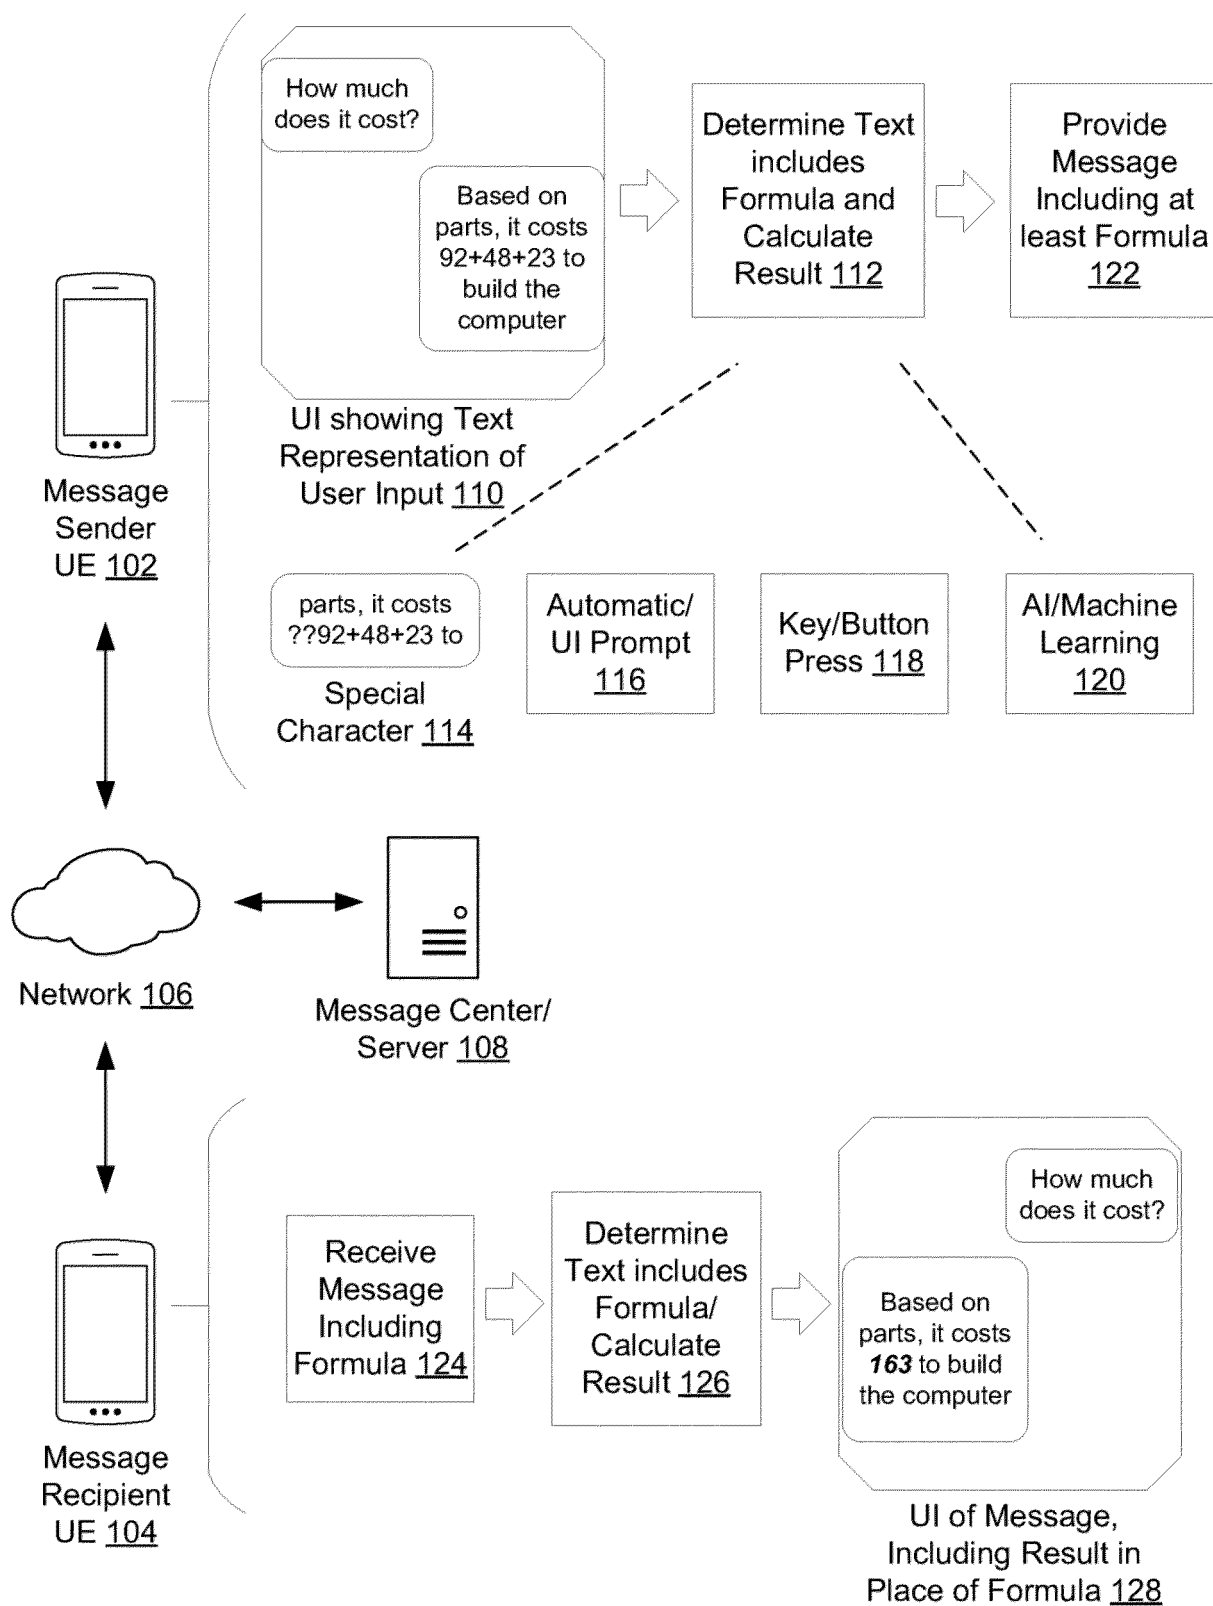 How much
does it cost?
Based on
parts, it costs
92+48+23 to
build the
computer
UI showing Text
Representation of
User Input 110
Determine Text
includes
Formula and
Calculate
Result 112
Provide
Message
Including at
least Formula
122
Message
Sender
UE 102
parts, it costs
??92+48+23 to
Special
Character 114
Automatic/
UI Prompt
116
Key/Button
Press 118
AI/Machine
Learning
120
Network 106
Message Center/
Server 108
Message
Recipient
UE 104
Receive
Message
Including
Formula 124
Determine
Text includes
Formula/
Calculate
Result 126
How much
does it cost?
Based on
parts, it costs
163 to build
the computer
UI of Message,
Including Result in
Place of Formula 128